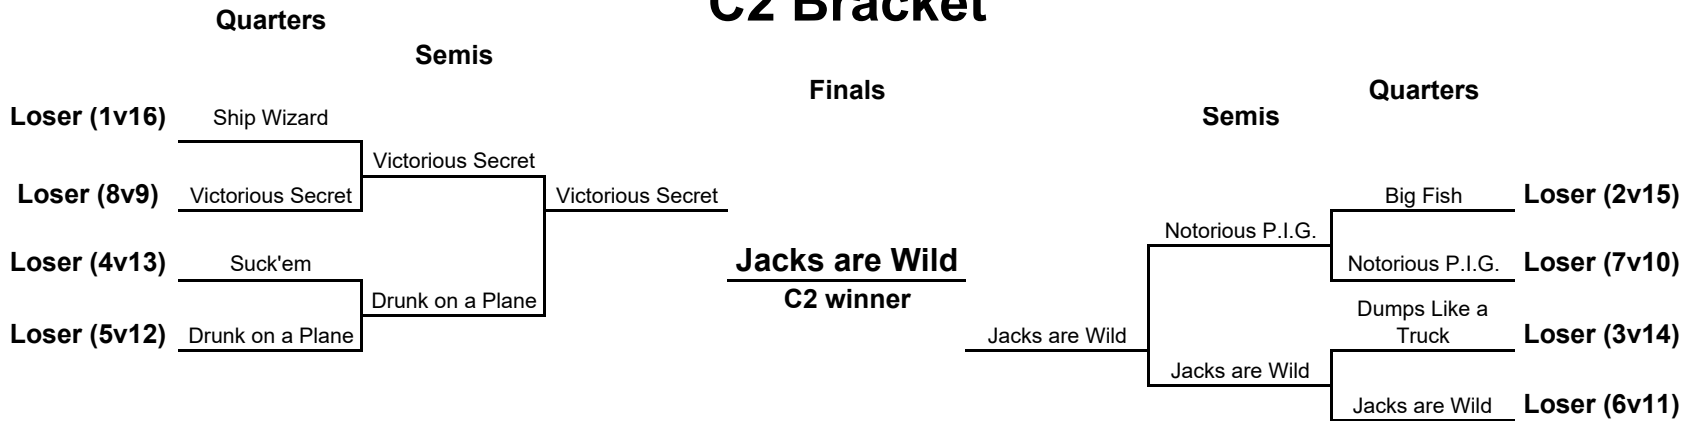 C2 Bracket
Quarters
Semis
Finals
Quarters
Semis
Loser (1v16) Ship Wizard
Victorious Secret
Loser (8v9) Victorious Secret
Victorious Secret
Loser (4v13) Suck'em
Drunk on a Plane
Loser (5v12) Drunk on a Plane
Jacks are Wild
C2 winner
Jacks are Wild
Big Fish Loser (2v15)
Notorious P.I.G.
Notorious P.I.G. Loser (7v10)
Dumps Like a
Truck Loser (3v14)
Jacks are Wild
Jacks are Wild Loser (6v11)